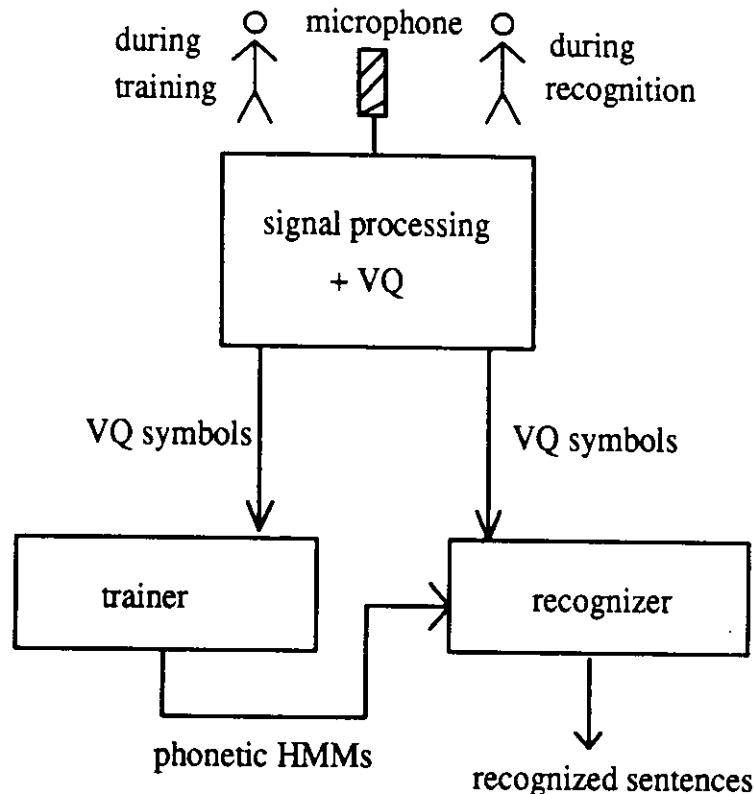 during
training
microphone
during
recognition
signal processing
+ VQ
VQ symbols
VQ symbols
trainer
recognizer
phonetic HMMs
recognized sentences